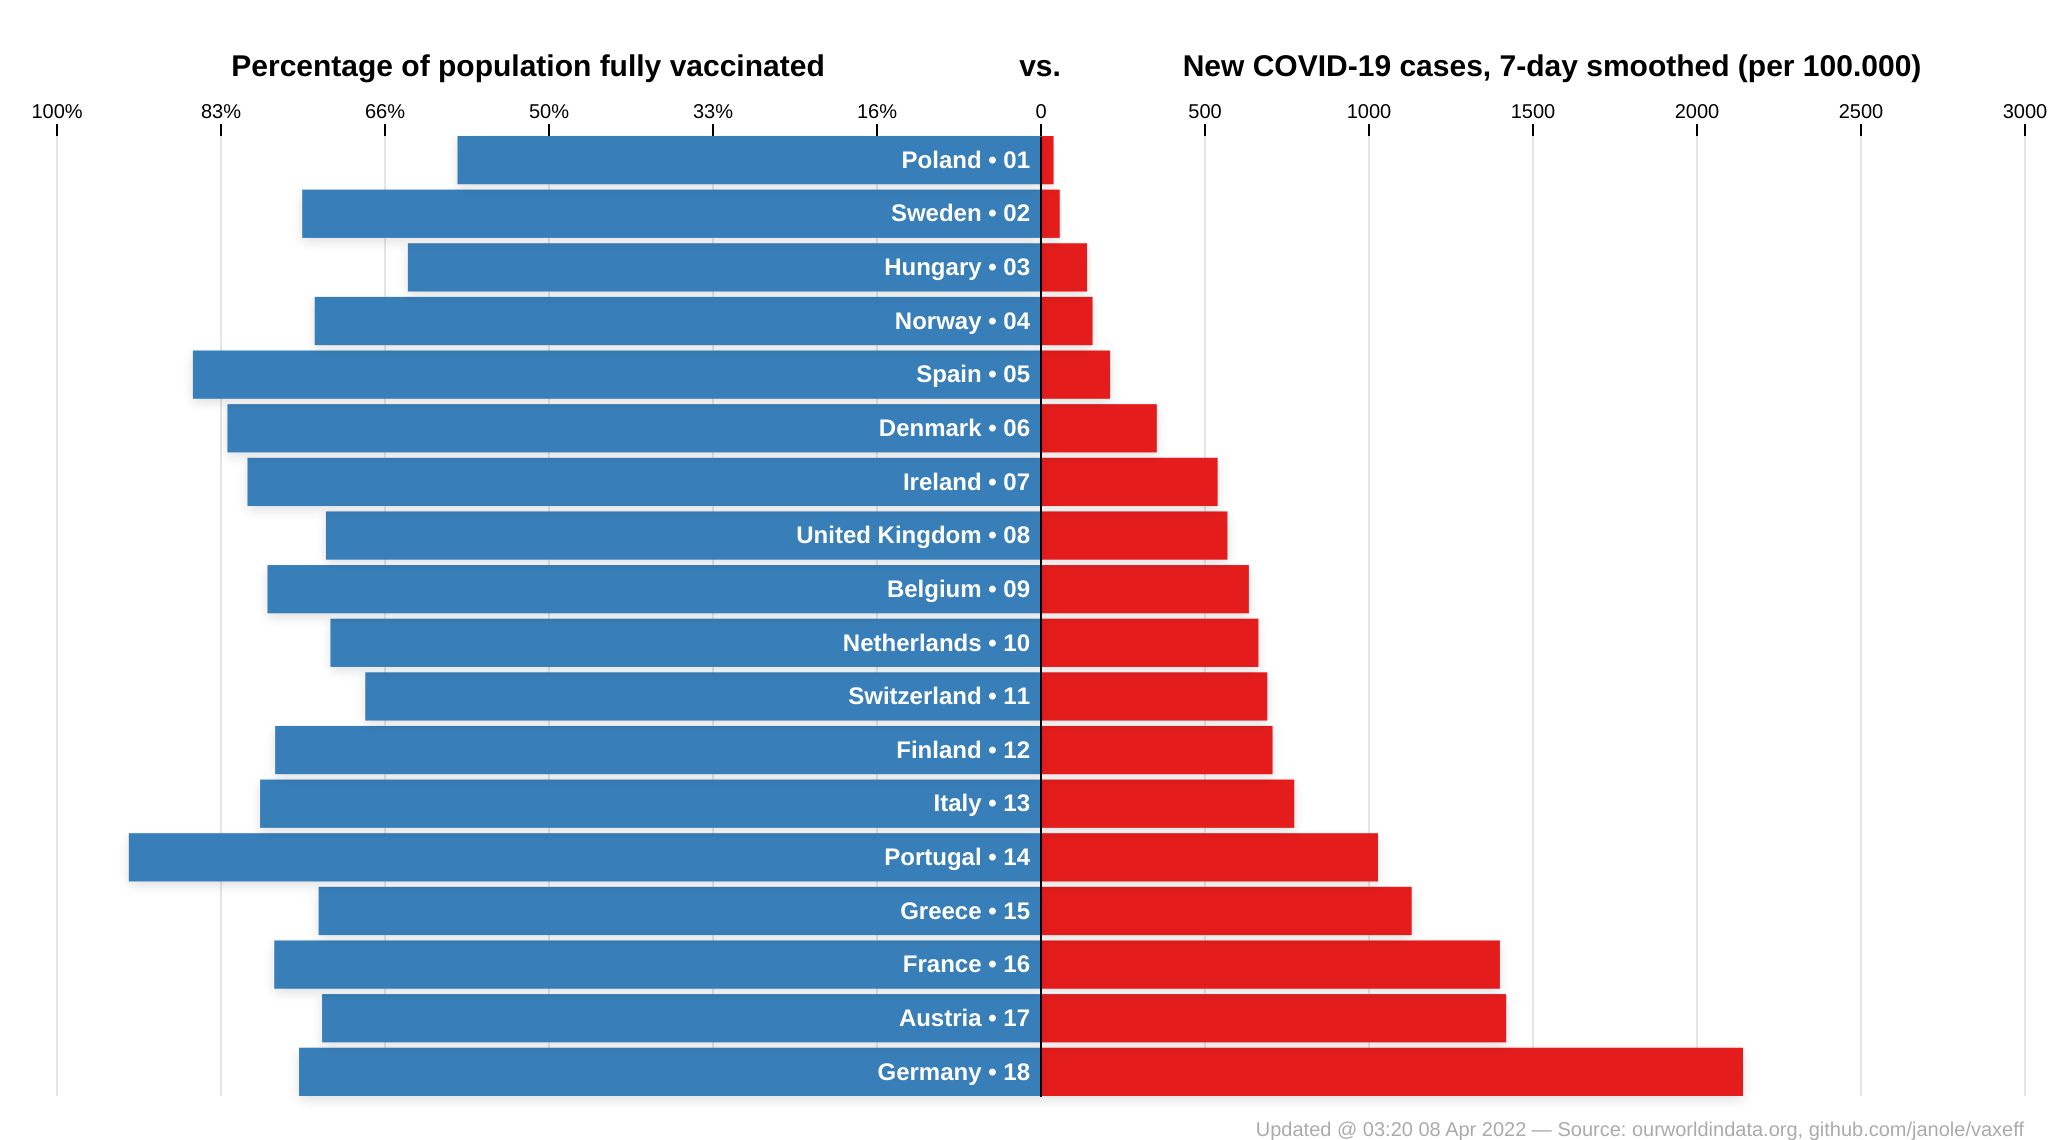 Percentage of population fully vaccinated vs. New COVID-19 cases, 7-day smoothed (per 100.000)
100% 83% 66% 50% 33% 16% 0 500 1000 1500 2000 2500 3000
Poland • 01
Sweden • 02
Hungary • 03
Norway • 04
Spain • 05
Denmark • 06
Ireland • 07
United Kingdom • 08
Belgium • 09
Netherlands • 10
Switzerland • 11
Finland • 12
Italy • 13
Portugal • 14
Greece • 15
France • 16
Austria • 17
Germany • 18
Updated @ 03:20 08 Apr 2022 — Source: ourworldindata.org, github.com/janole/vaxeff